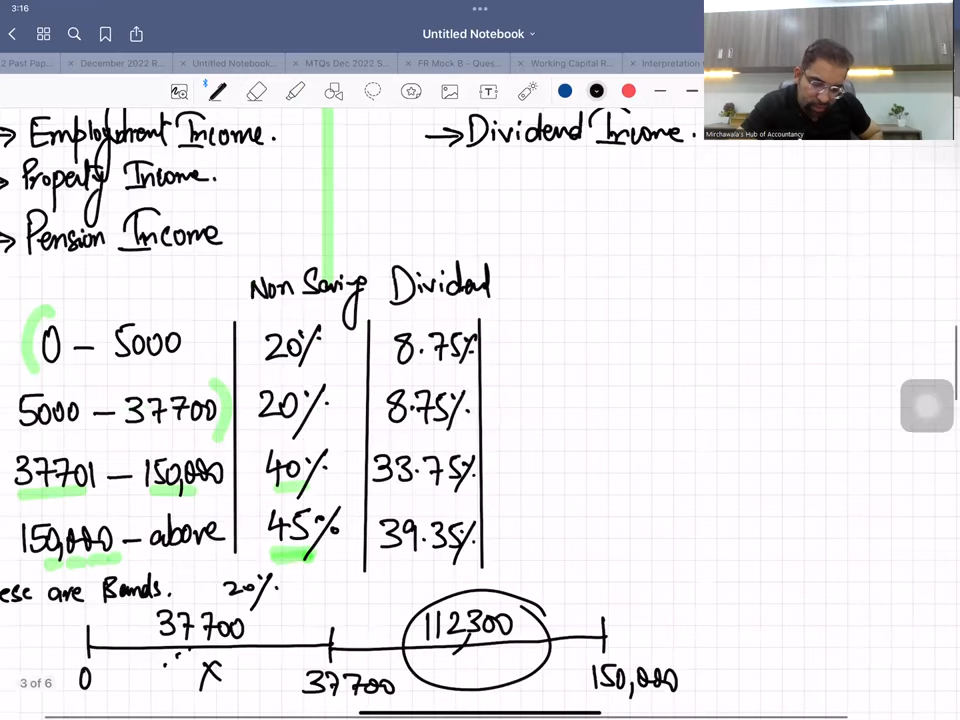 3:16
Untitled Notebook
2 Past Pap...
December 2022 R...
Untitled Notebook...
MTQs Dec 2022 S...
FR Mock B - Ques...
Working Capital R...
Interpretation
Mirchawala's Hub of Accountancy
→ Employment Income.
→ Dividend Income.
→ Property Income.
→ Pension Income
Non Saving Dividend
0 – 5000 20% 8.75%
5000 – 37700 20% 8.75%
37701 – 150,000 40% 33.75%
150,000 – above 45% 39.35%
ese are Bands. 20%
37700 112300
0 X 37700 150,000
3 of 6